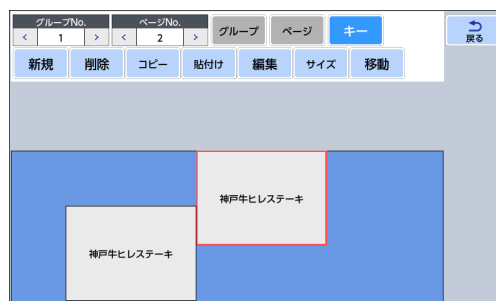 グループNo. ページNo.
< 1 > < 2 > グループ ページ キー 戻る
新規 削除 コピー 貼付け 編集 サイズ 移動
神戸牛ヒレステーキ
神戸牛ヒレステーキ